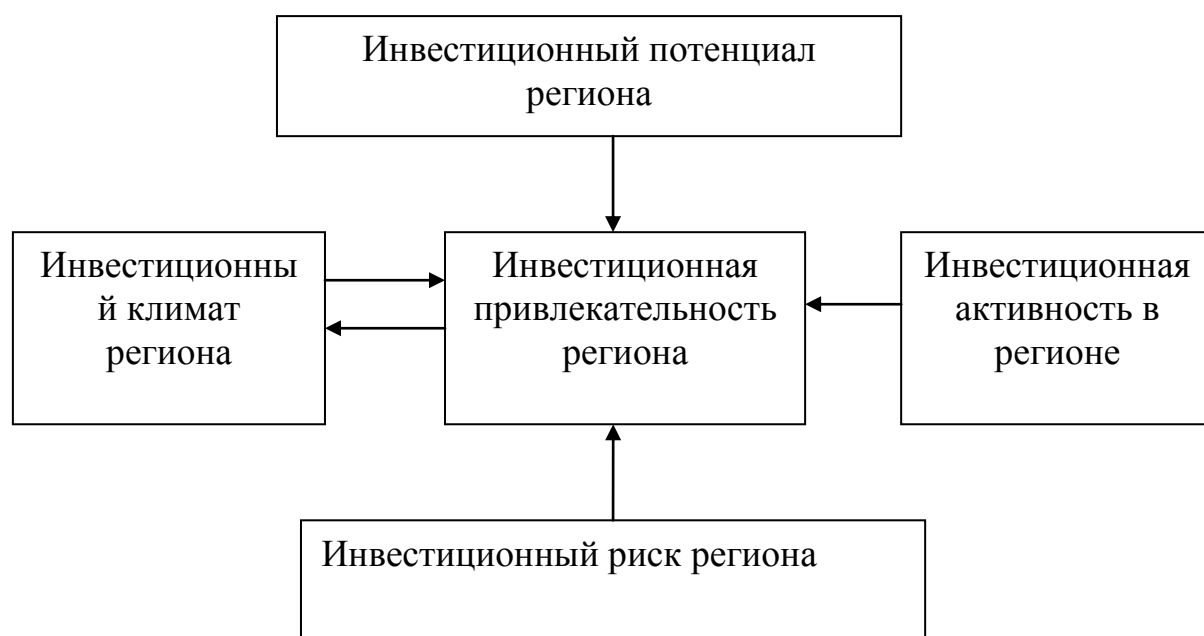 Инвестиционный потенциал
региона
Инвестиционны
й климат
региона
Инвестиционная
привлекательность
региона
Инвестиционная
активность в
регионе
Инвестиционный риск региона